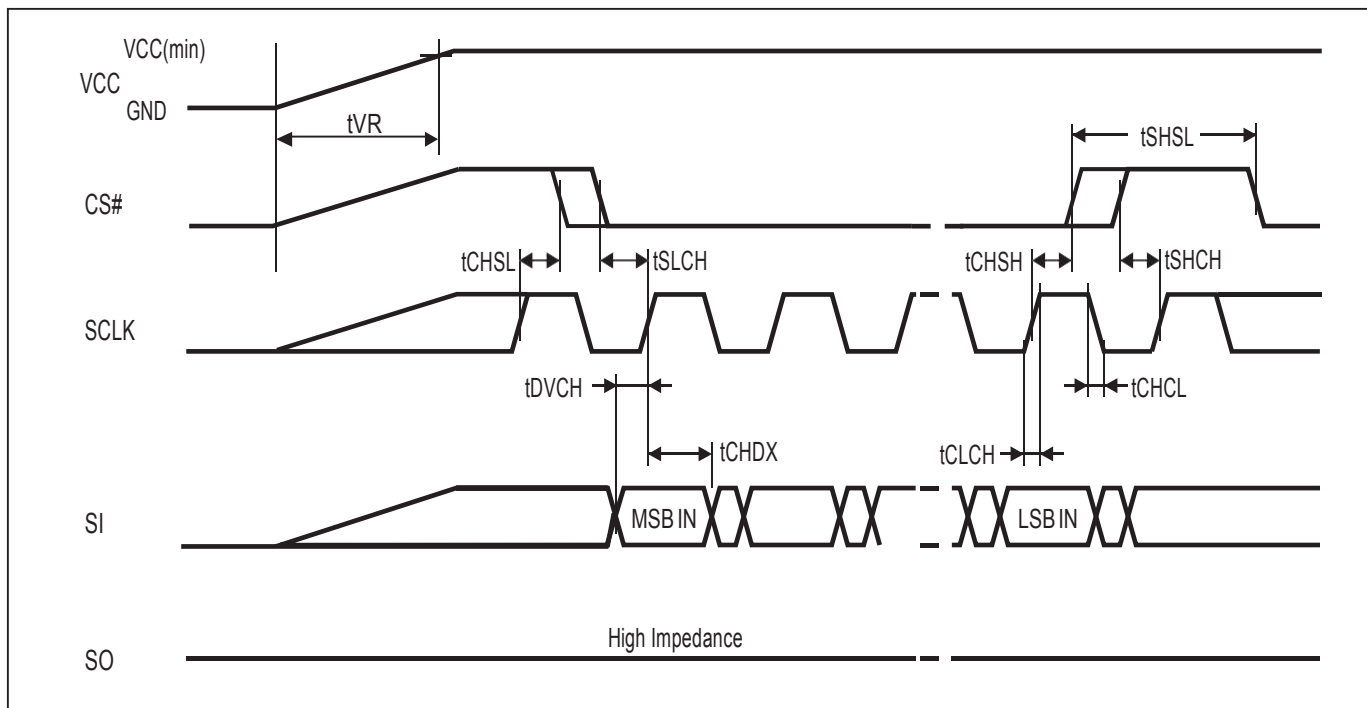 VCC(min)
VCC
GND
tVR
tSHSL
CS#
tCHSL
tSLCH
tCHSH
tSHCH
SCLK
tDVCH
tCHCL
tCHDX
tCLCH
SI
MSB IN
LSB IN
High Impedance
SO